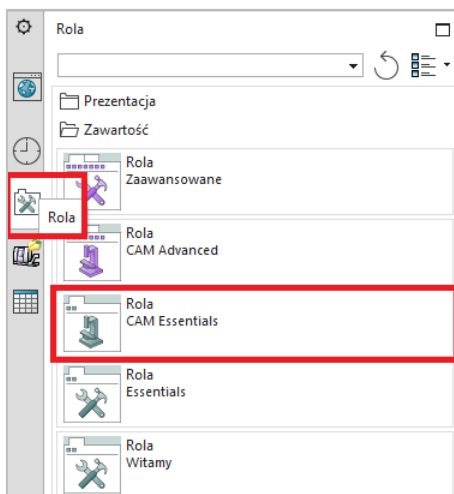 Rola
Prezentacja
Zawartość
Rola
Zaawansowane
Rola
Rola
CAM Advanced
Rola
CAM Essentials
Rola
Essentials
Rola
Witamy